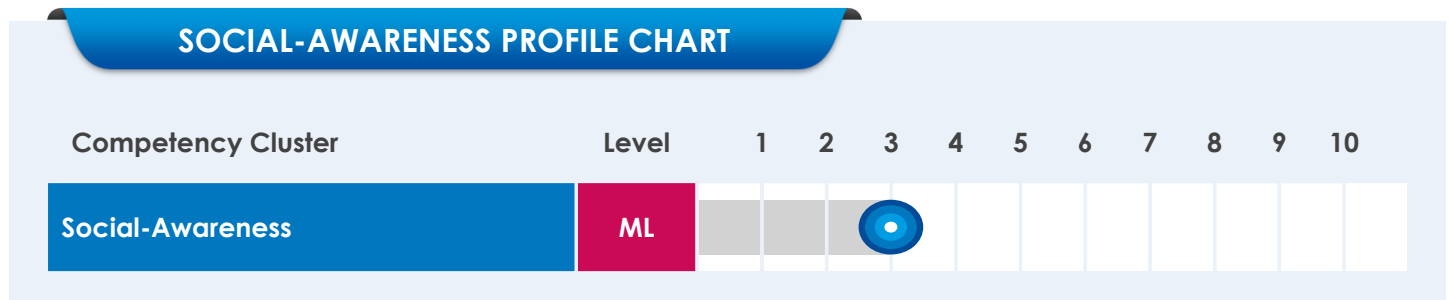 SOCIAL-AWARENESS PROFILE CHART
Competency Cluster Level 1 2 3 4 5 6 7 8 9 10
Social-Awareness ML